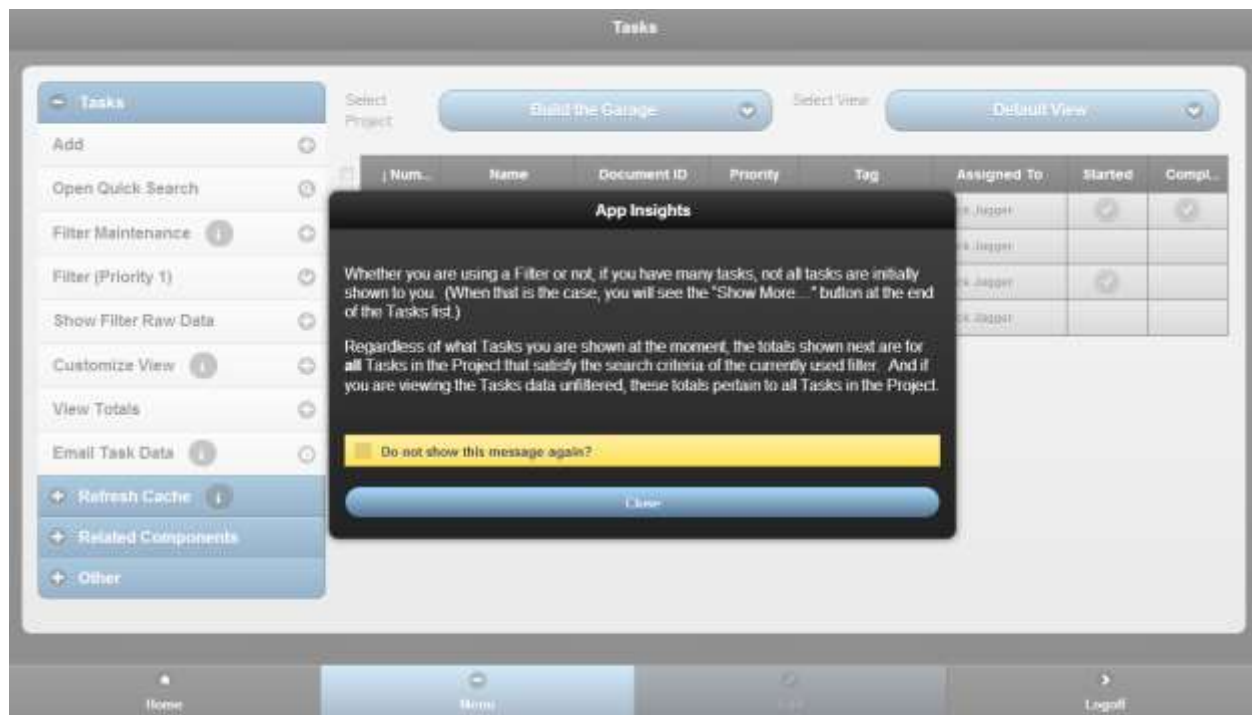 Tasks
Tasks
Add
Open Quick Search
Filter Maintenance
Filter (Priority 1)
Show Filter Raw Data
Customize View
View Totals
Email Task Data
Refresh Cache
Related Components
Other
Select
Project
Build the Garage
Select View
Default View
↓Num... Name Document ID Priority Tag Assigned To Started Compl...
Jagger
Jagger
Jagger
Jagger
App Insights
Whether you are using a Filter or not, if you have many tasks, not all tasks are initially
shown to you. (When that is the case, you will see the "Show More...." button at the end
of the Tasks list.)
Regardless of what Tasks you are shown at the moment, the totals shown next are for
all Tasks in the Project that satisfy the search criteria of the currently used filter. And if
you are viewing the Tasks data unfiltered, these totals pertain to all Tasks in the Project.
Do not show this message again?
Close
Home
Menu
Logoff